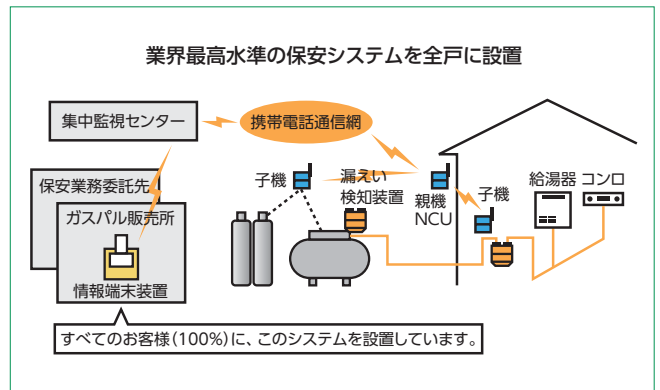 業界最高水準の保安システムを全戸に設置
集中監視センター
携帯電話通信網
保安業務委託先
ガスパル販売所
情報端末装置
子機
漏えい
検知装置
親機
NCU
子機
給湯器 コンロ
すべてのお客様(100%)に、このシステムを設置しています。